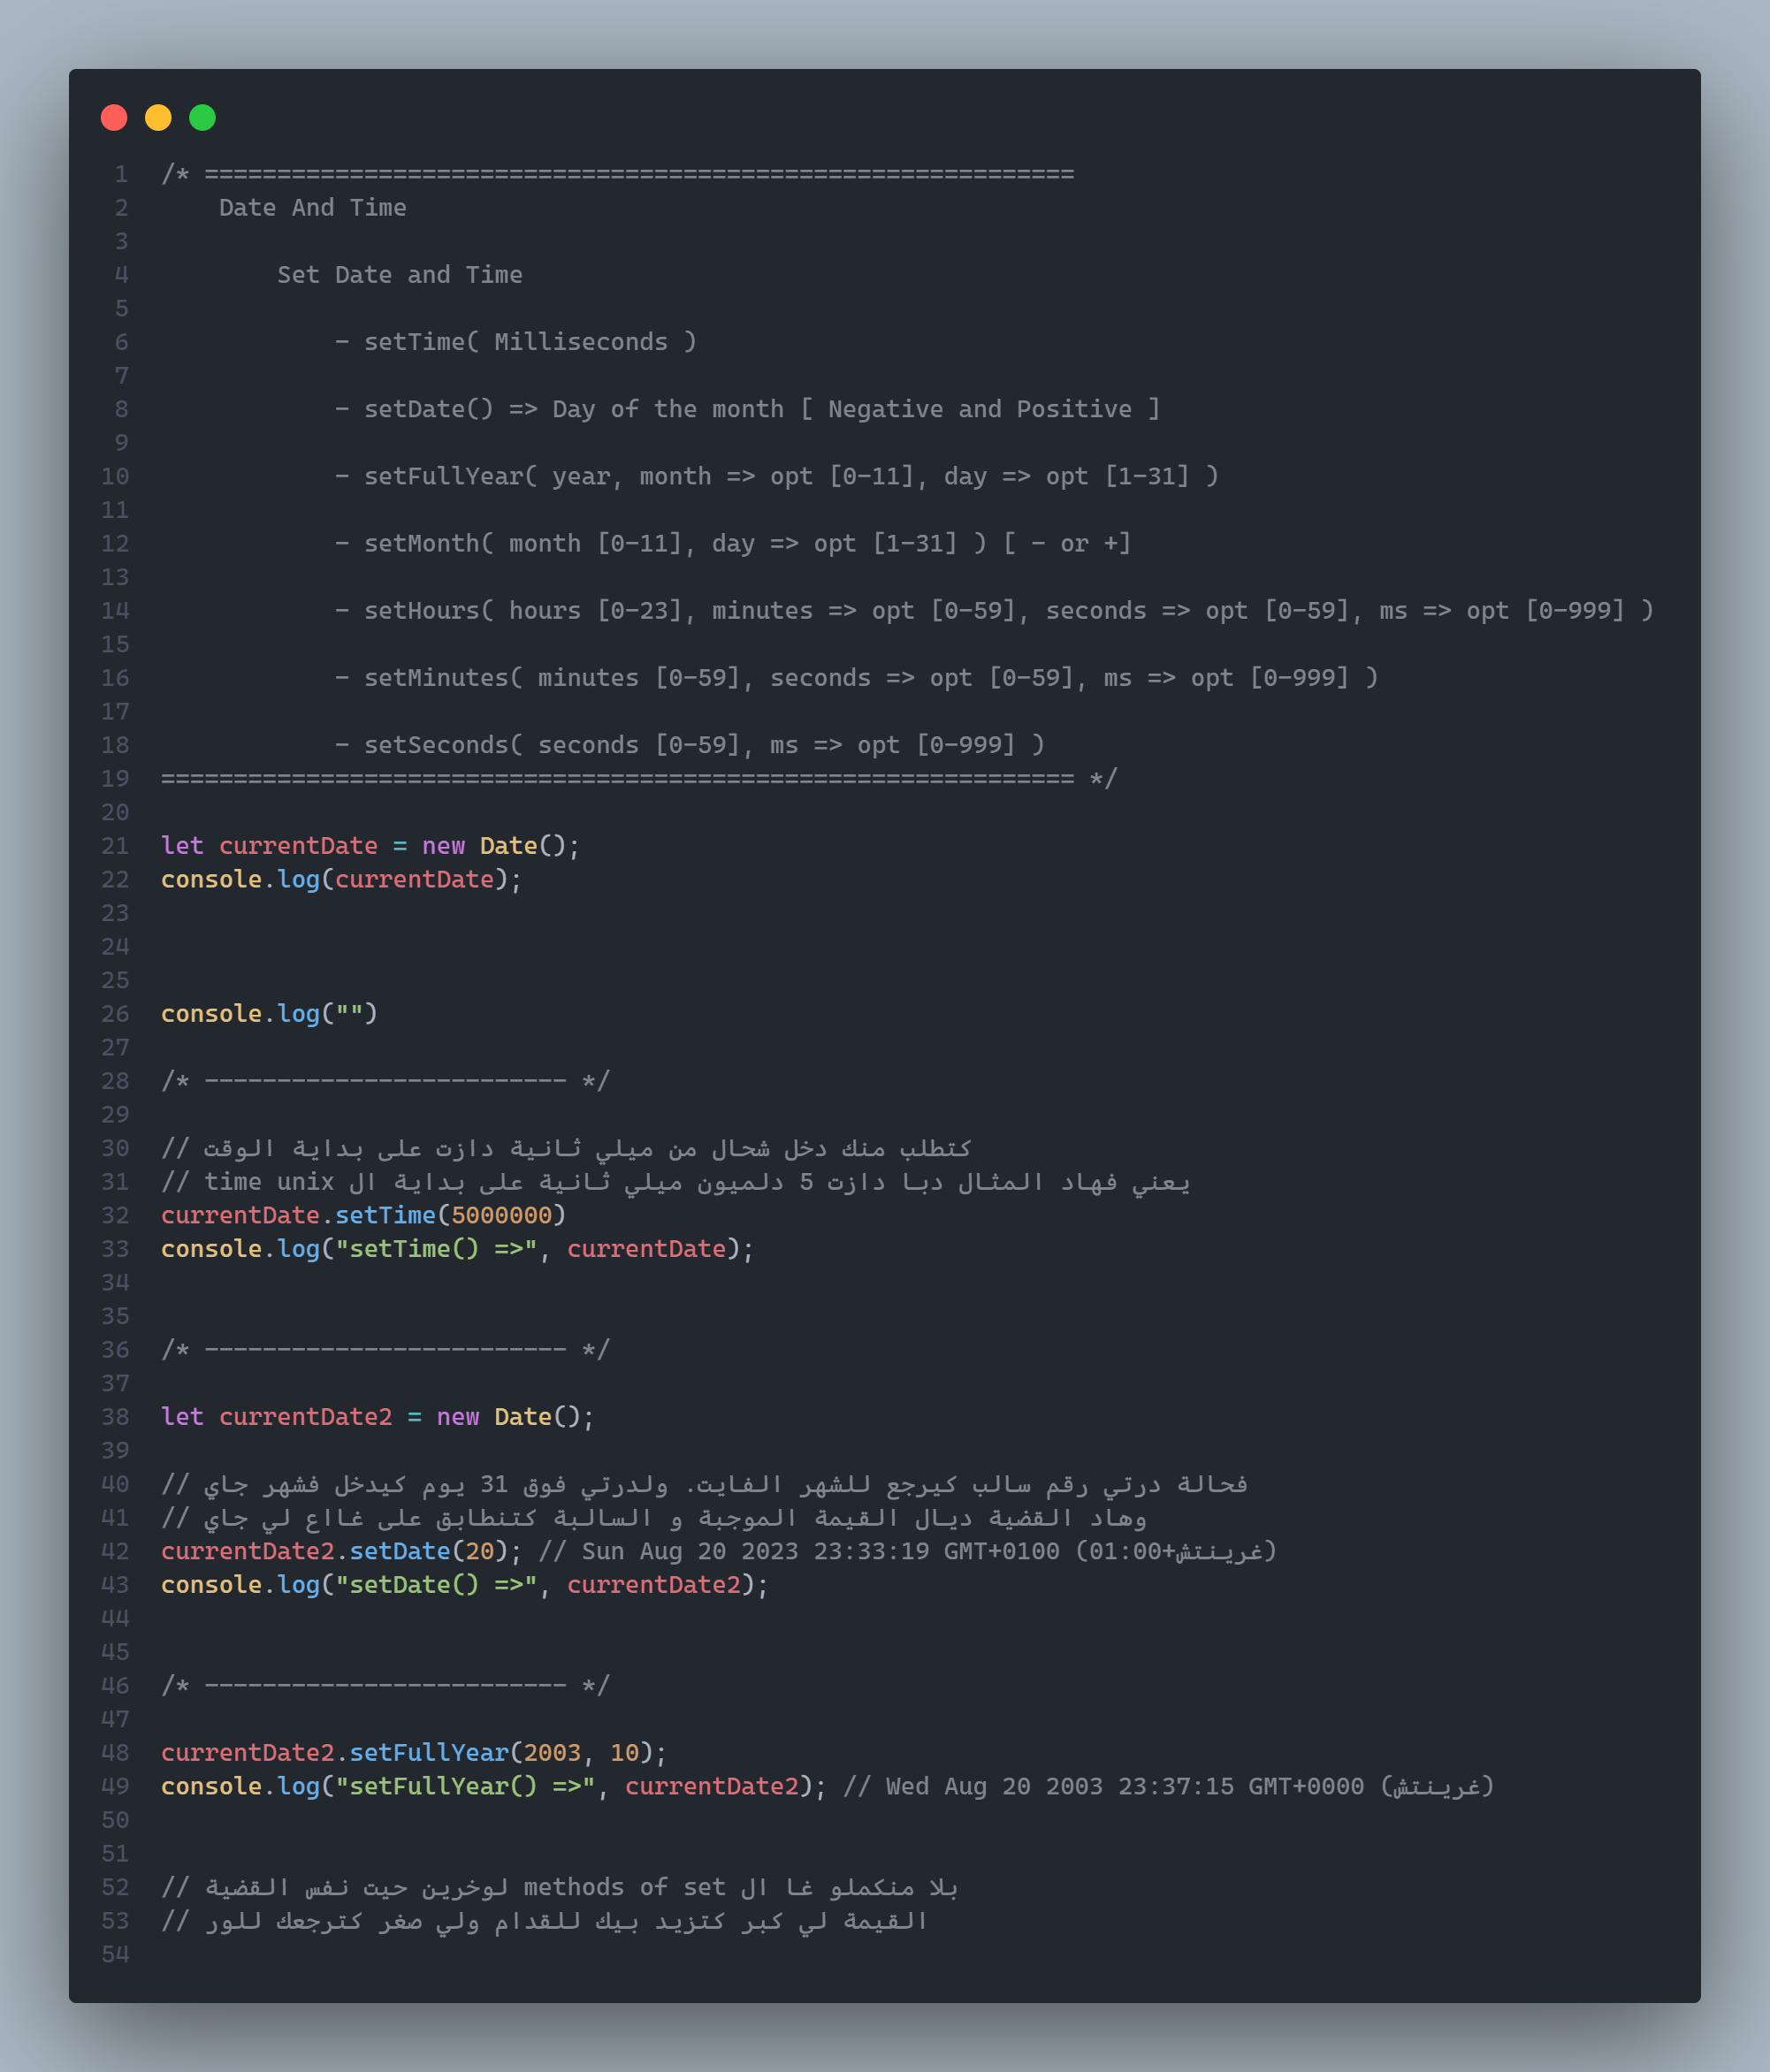 1 /* ============================================================
2     Date And Time
3
4         Set Date and Time
5
6             - setTime( Milliseconds )
7
8             - setDate() => Day of the month [ Negative and Positive ]
9
10             - setFullYear( year, month => opt [0-11], day => opt [1-31] )
11
12             - setMonth( month [0-11], day => opt [1-31] ) [ - or +]
13
14             - setHours( hours [0-23], minutes => opt [0-59], seconds => opt [0-59], ms => opt [0-999] )
15
16             - setMinutes( minutes [0-59], seconds => opt [0-59], ms => opt [0-999] )
17
18             - setSeconds( seconds [0-59], ms => opt [0-999] )
19 =============================================================== */
20
21 let currentDate = new Date();
22 console.log(currentDate);
23
24
25
26 console.log("")
27
28 /* ------------------------- */
29
30 // كتطلب منك دخل شحال من ميلي ثانية دازت على بداية الوقت
31 // يعني فهاد المثال دبا دازت 5 دلميون ميلي ثانية على بداية ال time unix
32 currentDate.setTime(5000000)
33 console.log("setTime() =>", currentDate);
34
35
36 /* ------------------------- */
37
38 let currentDate2 = new Date();
39
40 // فحالة درتي رقم سالب كيرجع للشهر الفايت. ولدرتي فوق 31 يوم كيدخل فشهر جاي
41 // وهاد القضية ديال القيمة الموجبة و السالبة كتنطابق على غااع لي جاي
42 currentDate2.setDate(20); // Sun Aug 20 2023 23:33:19 GMT+0100 (غرينتش+01:00)
43 console.log("setDate() =>", currentDate2);
44
45
46 /* ------------------------- */
47
48 currentDate2.setFullYear(2003, 10);
49 console.log("setFullYear() =>", currentDate2); // Wed Aug 20 2003 23:37:15 GMT+0000 (غرينتش)
50
51
52 // بلا منكملو غا ال methods of set لوخرين حيت نفس القضية
53 // القيمة لي كبر كتزيد بيك للقدام ولي صغر كترجعك للور
54